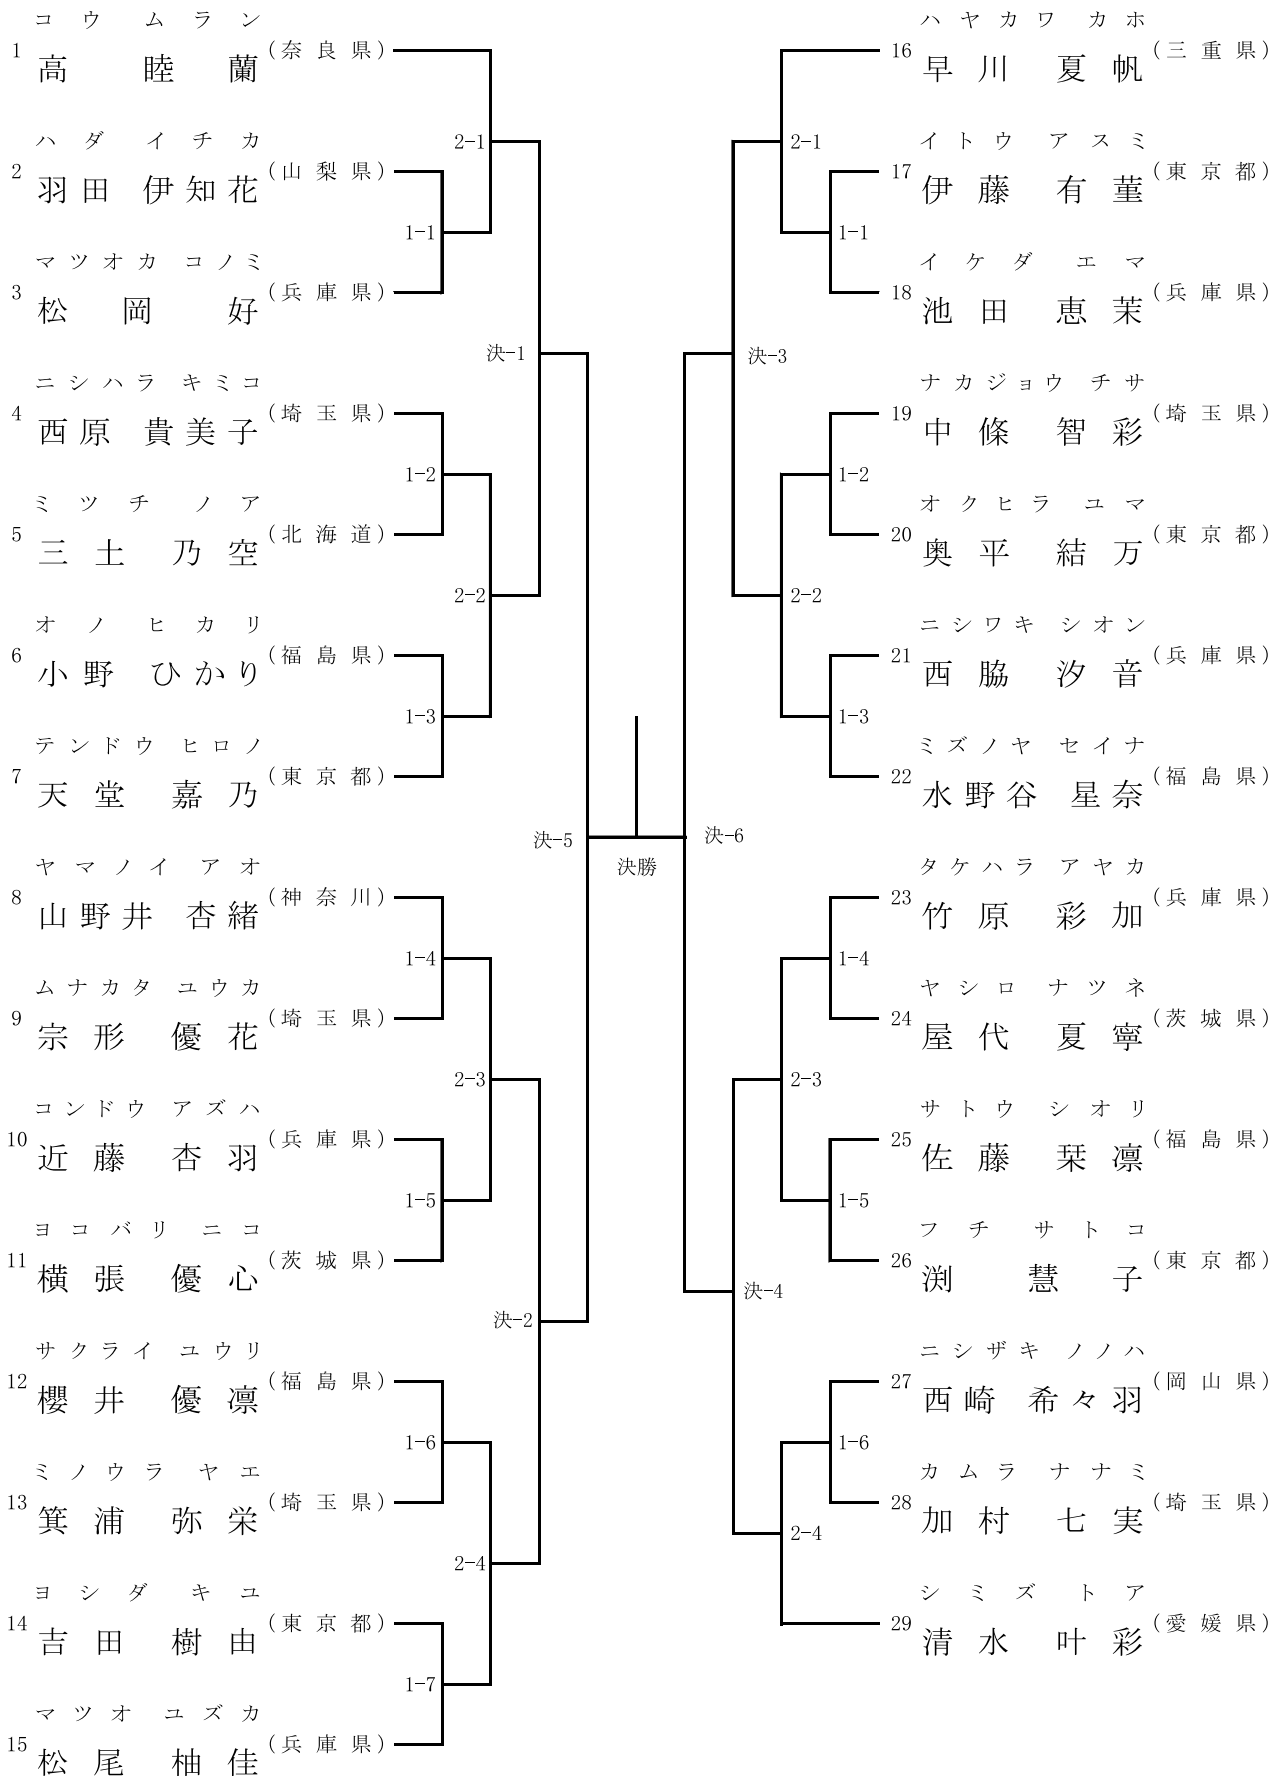 コウ ムラン
1 高 睦蘭 (奈良県)
ハダ イチカ
2 羽田 伊知花 (山梨県)
マツオカ コノミ
3 松岡 好 (兵庫県)
ニシハラ キミコ
4 西原 貴美子 (埼玉県)
ミツチ ノア
5 三土 乃空 (北海道)
オノ ヒカリ
6 小野 ひかり (福島県)
テンドウ ヒロノ
7 天堂 嘉乃 (東京都)
ヤマノイ アオ
8 山野井 杏緒 (神奈川)
ムナカタ ユウカ
9 宗形 優花 (埼玉県)
コンドウ アズハ
10 近藤 杏羽 (兵庫県)
ヨコバリ ニコ
11 横張 優心 (茨城県)
サクライ ユウリ
12 櫻井 優凛 (福島県)
ミノウラ ヤエ
13 箕浦 弥栄 (埼玉県)
ヨシダ キユ
14 吉田 樹由 (東京都)
マツオ ユズカ
15 松尾 柚佳 (兵庫県)
1-1
1-2
1-3
1-4
1-5
1-6
1-7
2-1
2-2
2-3
2-4
決-1
決-2
決-5
決勝
決-6
決-3
決-4
2-1
2-2
2-3
2-4
1-1
1-2
1-3
1-4
1-5
1-6
ハヤカワ カホ
16 早川 夏帆 (三重県)
イトウ アスミ
17 伊藤 有菫 (東京都)
イケダ エマ
18 池田 恵茉 (兵庫県)
ナカジョウ チサ
19 中條 智彩 (埼玉県)
オクヒラ ユマ
20 奥平 結万 (東京都)
ニシワキ シオン
21 西脇 汐音 (兵庫県)
ミズノヤ セイナ
22 水野谷 星奈 (福島県)
タケハラ アヤカ
23 竹原 彩加 (兵庫県)
ヤシロ ナツネ
24 屋代 夏寧 (茨城県)
サトウ シオリ
25 佐藤 栞凛 (福島県)
フチ サトコ
26 渕 慧子 (東京都)
ニシザキ ノノハ
27 西崎 希々羽 (岡山県)
カムラ ナナミ
28 加村 七実 (埼玉県)
シミズ トア
29 清水 叶彩 (愛媛県)